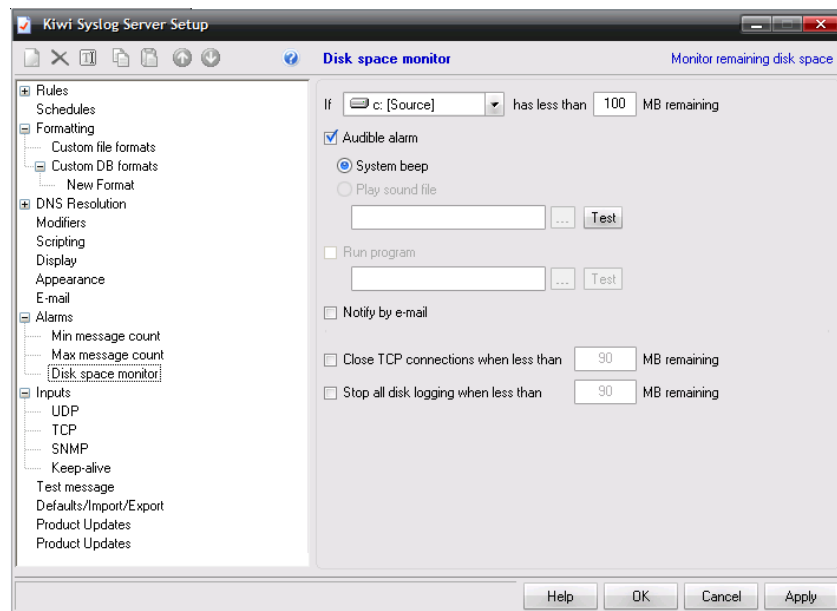 Kiwi Syslog Server Setup
Disk space monitor
Monitor remaining disk space
Rules
Schedules
Formatting
Custom file formats
Custom DB formats
New Format
DNS Resolution
Modifiers
Scripting
Display
Appearance
E-mail
Alarms
Min message count
Max message count
Disk space monitor
Inputs
UDP
TCP
SNMP
Keep-alive
Test message
Defaults/Import/Export
Product Updates
Product Updates
If c: [Source] has less than 100 MB remaining
Audible alarm
System beep
Play sound file
... Test
Run program
... Test
Notify by e-mail
Close TCP connections when less than 90 MB remaining
Stop all disk logging when less than 90 MB remaining
Help OK Cancel Apply